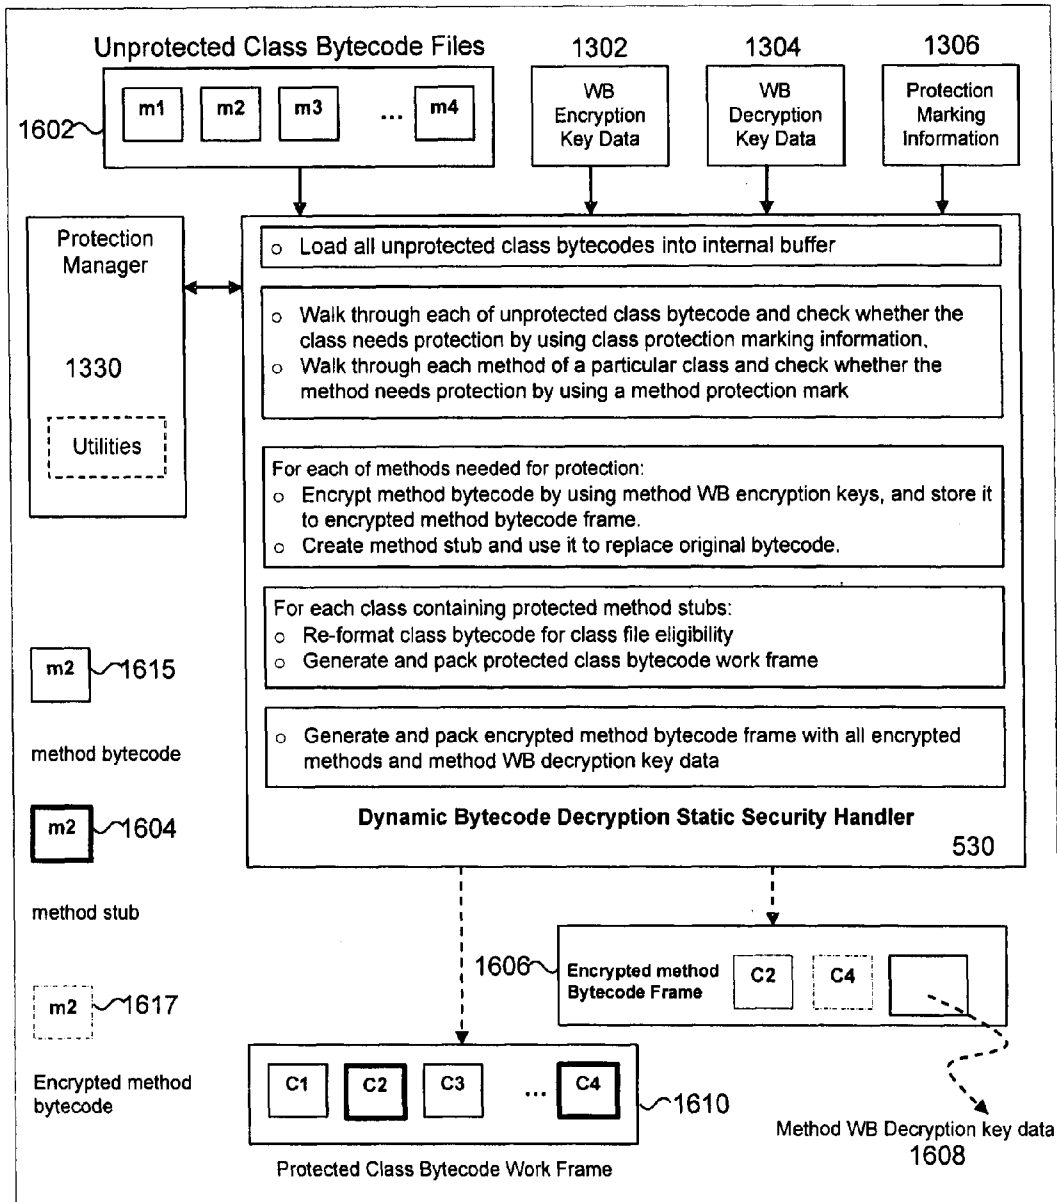 Unprotected Class Bytecode Files
1302
1304
1306
m1
m2
m3
...
m4
1602
WB
Encryption
Key Data
WB
Decryption
Key Data
Protection
Marking
Information
Protection
Manager
1330
Utilities
○ Load all unprotected class bytecodes into internal buffer
○ Walk through each of unprotected class bytecode and check whether the
class needs protection by using class protection marking information,
○ Walk through each method of a particular class and check whether the
method needs protection by using a method protection mark
For each of methods needed for protection:
○ Encrypt method bytecode by using method WB encryption keys, and store it
to encrypted method bytecode frame.
○ Create method stub and use it to replace original bytecode.
For each class containing protected method stubs:
○ Re-format class bytecode for class file eligibility
○ Generate and pack protected class bytecode work frame
○ Generate and pack encrypted method bytecode frame with all encrypted
methods and method WB decryption key data
Dynamic Bytecode Decryption Static Security Handler
530
m2
1615
method bytecode
m2
1604
method stub
m2
1617
Encrypted method
bytecode
1606
Encrypted method
Bytecode Frame
C2
C4
C1
C2
C3
...
C4
1610
Protected Class Bytecode Work Frame
Method WB Decryption key data
1608